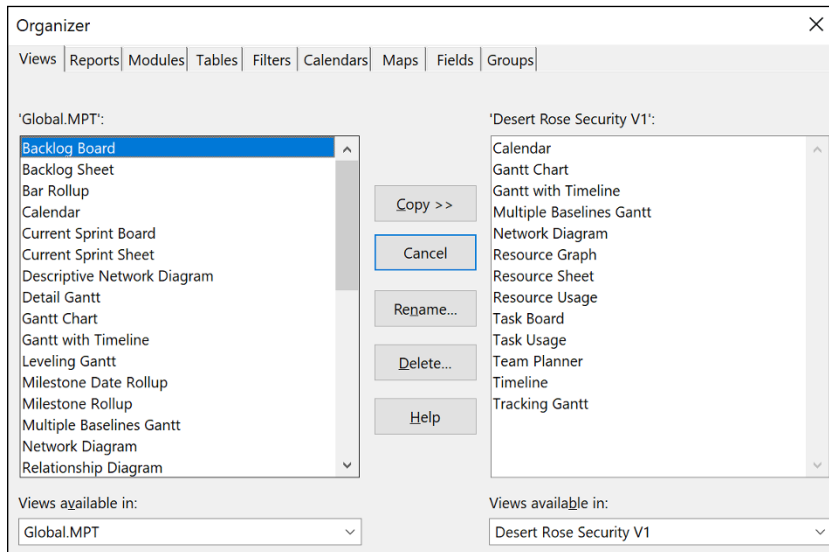 Organizer
Views Reports Modules Tables Filters Calendars Maps Fields Groups
'Global.MPT':
Backlog Board
Backlog Sheet
Bar Rollup
Calendar
Current Sprint Board
Current Sprint Sheet
Descriptive Network Diagram
Detail Gantt
Gantt Chart
Gantt with Timeline
Leveling Gantt
Milestone Date Rollup
Milestone Rollup
Multiple Baselines Gantt
Network Diagram
Relationship Diagram
Views available in:
Global.MPT
Copy >>
Cancel
Rename...
Delete...
Help
'Desert Rose Security V1':
Calendar
Gantt Chart
Gantt with Timeline
Multiple Baselines Gantt
Network Diagram
Resource Graph
Resource Sheet
Resource Usage
Task Board
Task Usage
Team Planner
Timeline
Tracking Gantt
Views available in:
Desert Rose Security V1